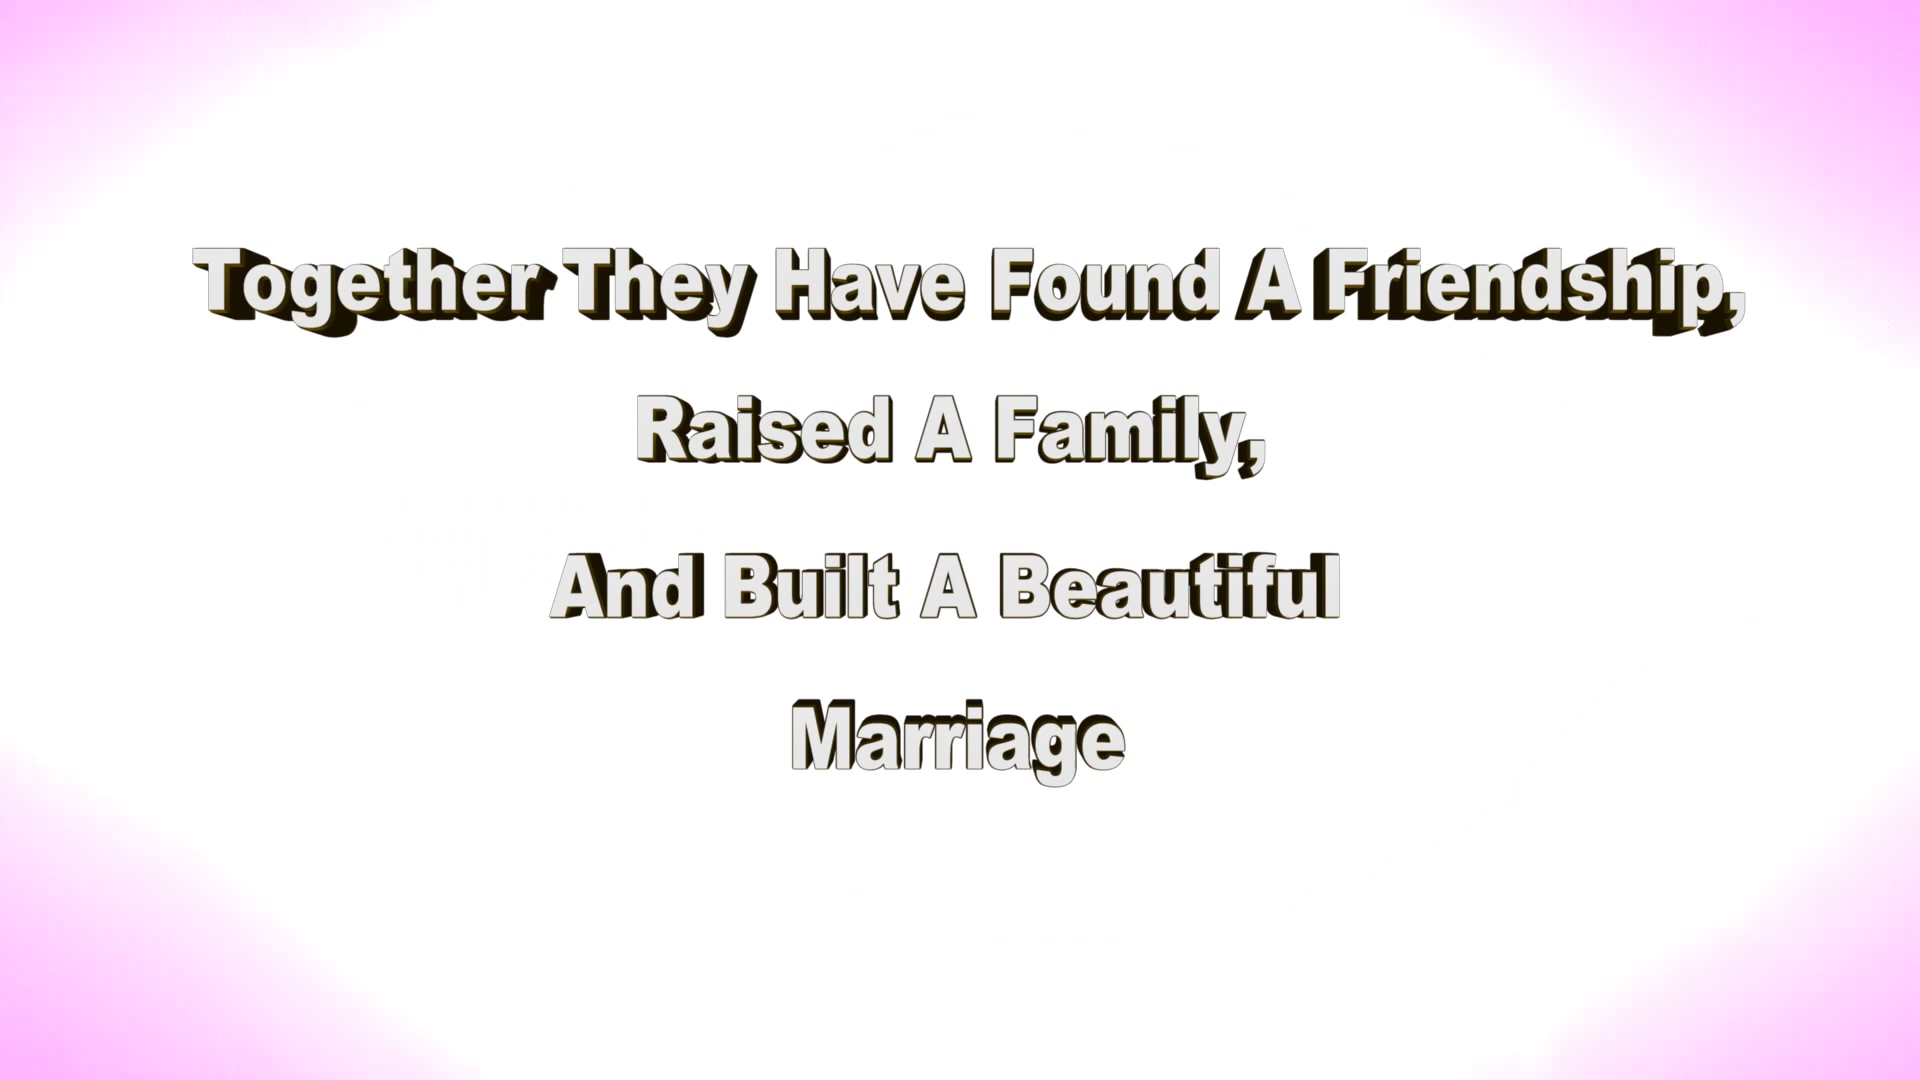 Together They Have Found A Friendship,
Raised A Family,
And Built A Beautiful
Marriage